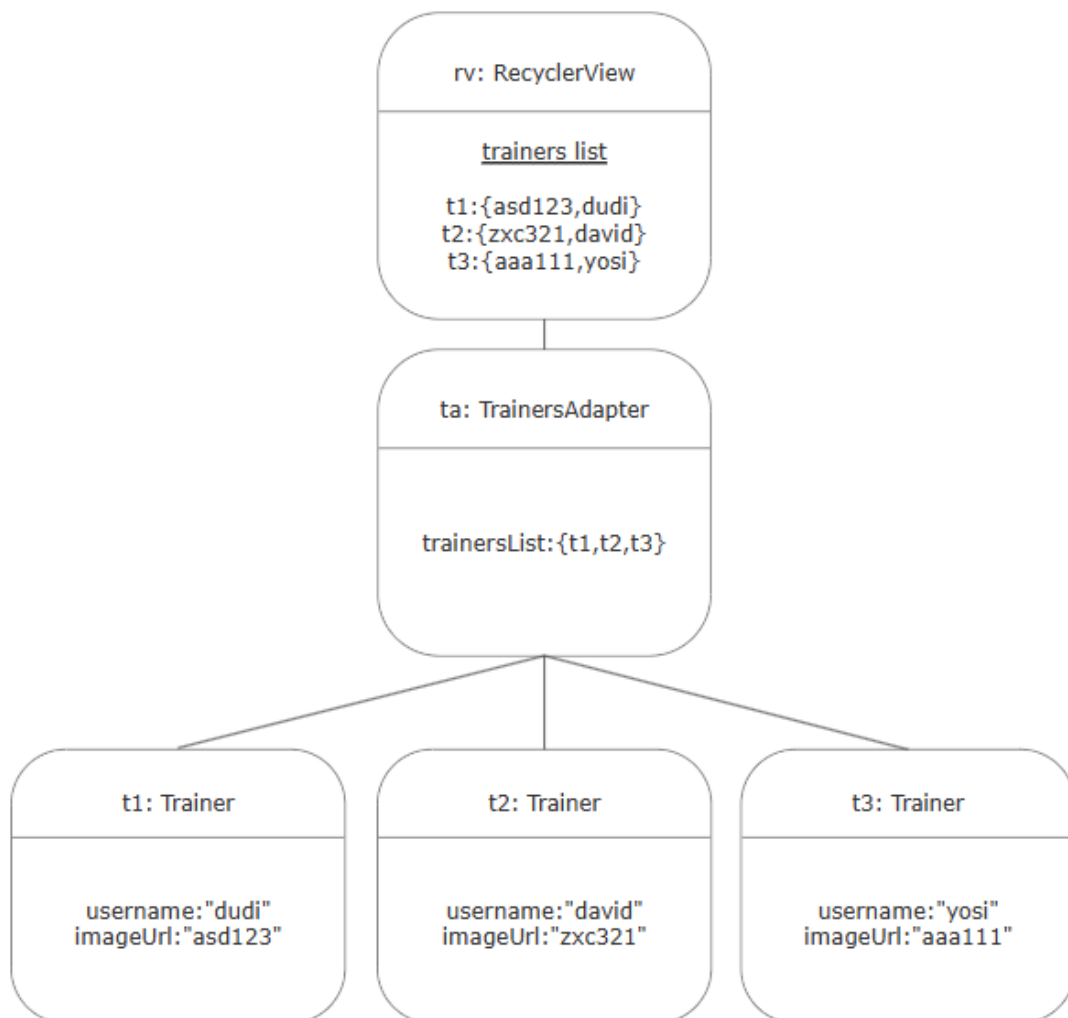 rv: RecyclerView
trainers list
t1:{asd123,dudi}
t2:{zxc321,david}
t3:{aaa111,yosi}
ta: TrainersAdapter
trainersList:{t1,t2,t3}
t1: Trainer
username:"dudi"
imageUrl:"asd123"
t2: Trainer
username:"david"
imageUrl:"zxc321"
t3: Trainer
username:"yosi"
imageUrl:"aaa111"